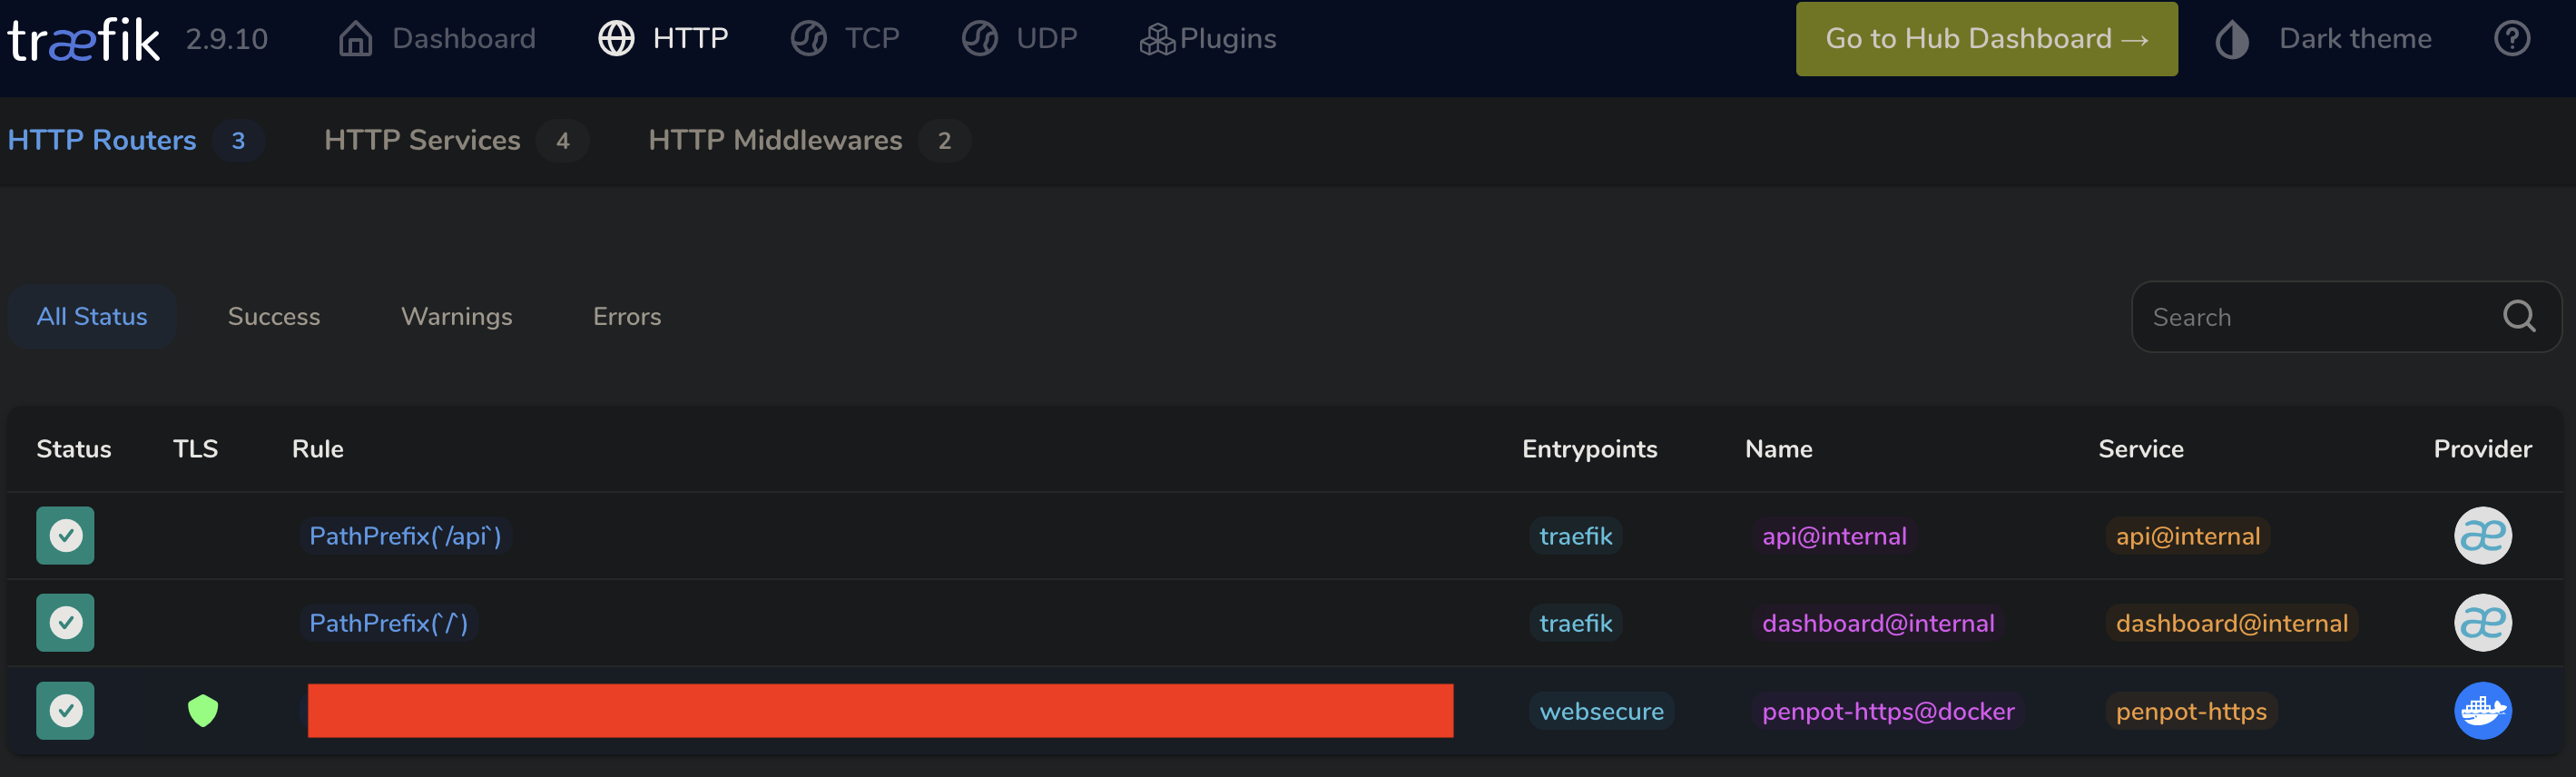 træfik 2.9.10 Dashboard HTTP TCP UDP Plugins Go to Hub Dashboard → Dark theme ?
HTTP Routers 3 HTTP Services 4 HTTP Middlewares 2
All Status Success Warnings Errors Search
Status TLS Rule Entrypoints Name Service Provider
PathPrefix(`/api`) traefik api@internal api@internal æ
PathPrefix(`/`) traefik dashboard@internal dashboard@internal æ
websecure penpot-https@docker penpot-https